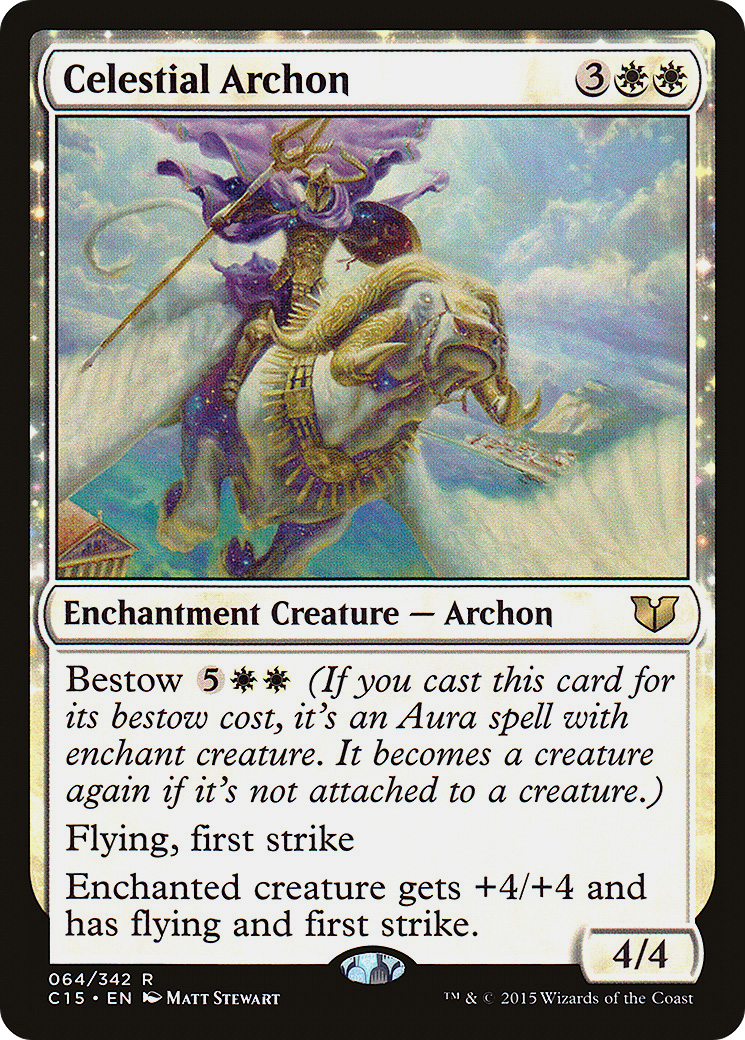 Celestial Archon 3
Enchantment Creature — Archon
Bestow 5 (If you cast this card for
its bestow cost, it's an Aura spell with
enchant creature. It becomes a creature
again if it's not attached to a creature.)
Flying, first strike
Enchanted creature gets +4/+4 and
has flying and first strike.
4/4
064/342 R
C15 • EN Matt Stewart
™ & © 2015 Wizards of the Coast